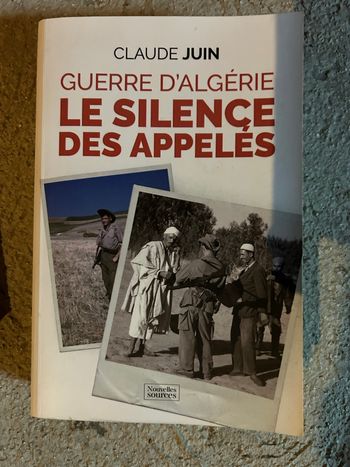 CLAUDE JUIN
GUERRE D'ALGÉRIE
LE SILENCE
DES APPELÉS
Nouvelles
sources